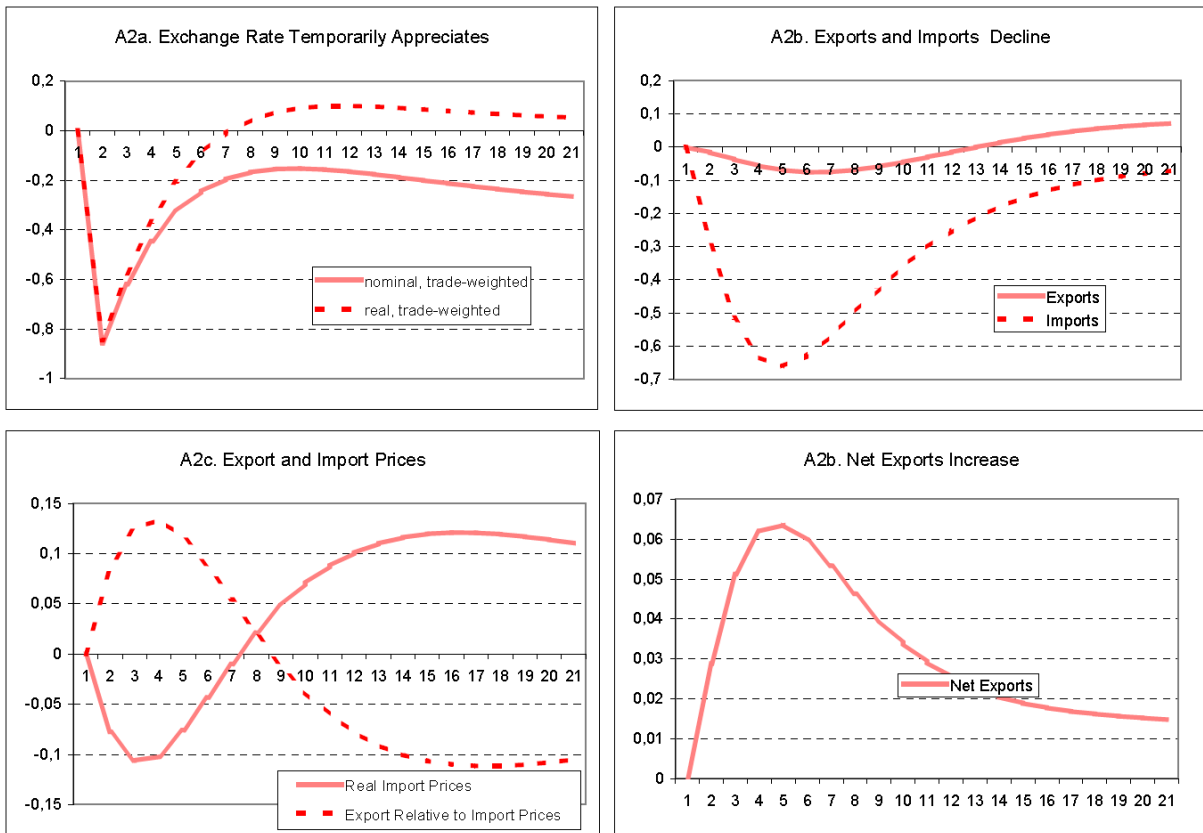 A2a. Exchange Rate Temporarily Appreciates
0,2
0
-0,2
-0,4
-0,6
-0,8
-1
1 2 3 4 5 6 7 8 9 10 11 12 13 14 15 16 17 18 19 20 21
nominal, trade-weighted
real, trade-weighted
A2b. Exports and Imports Decline
0,2
0,1
0
-0,1
-0,2
-0,3
-0,4
-0,5
-0,6
-0,7
1 2 3 4 5 6 7 8 9 10 11 12 13 14 15 16 17 18 19 20 21
Exports
Imports
A2c. Export and Import Prices
0,15
0,1
0,05
0
-0,05
-0,1
-0,15
1 2 3 4 5 6 7 8 9 10 11 12 13 14 15 16 17 18 19 20 21
Real Import Prices
Export Relative to Import Prices
A2b. Net Exports Increase
0,07
0,06
0,05
0,04
0,03
0,02
0,01
0
Net Exports
1 2 3 4 5 6 7 8 9 10 11 12 13 14 15 16 17 18 19 20 21